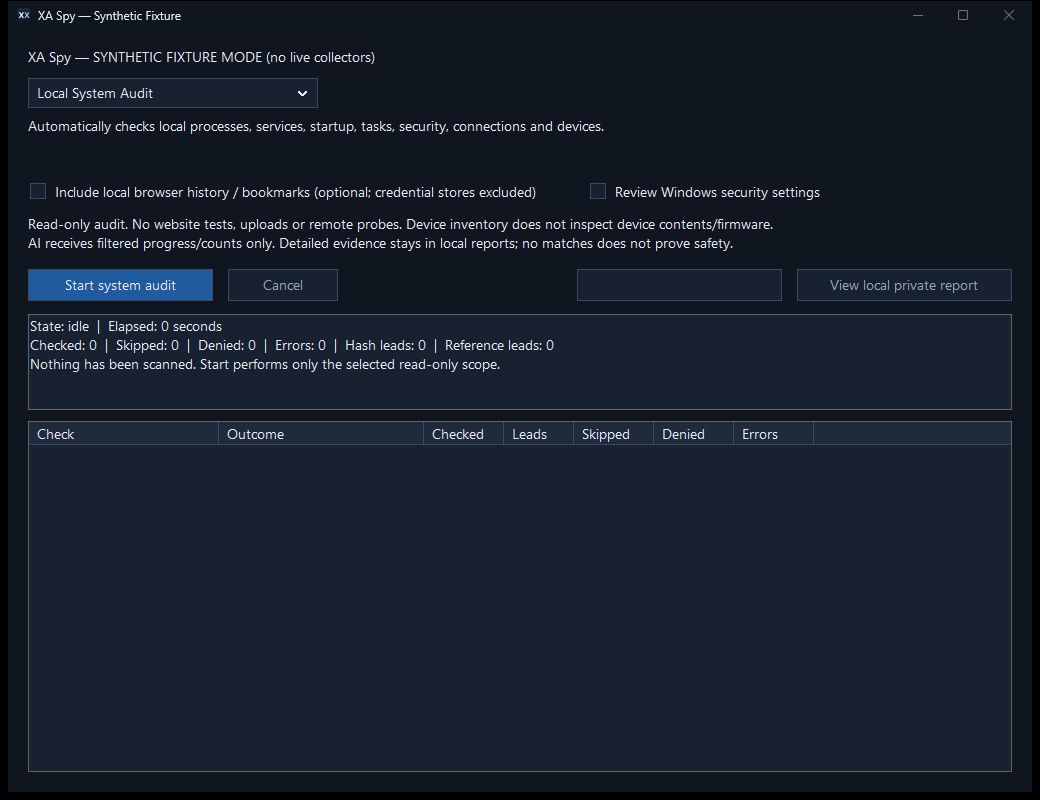 XX XA Spy — Synthetic Fixture
XA Spy — SYNTHETIC FIXTURE MODE (no live collectors)
Local System Audit
Automatically checks local processes, services, startup, tasks, security, connections and devices.
Include local browser history / bookmarks (optional; credential stores excluded) Review Windows security settings
Read-only audit. No website tests, uploads or remote probes. Device inventory does not inspect device contents/firmware.
AI receives filtered progress/counts only. Detailed evidence stays in local reports; no matches does not prove safety.
Start system audit Cancel View local private report
State: idle | Elapsed: 0 seconds
Checked: 0 | Skipped: 0 | Denied: 0 | Errors: 0 | Hash leads: 0 | Reference leads: 0
Nothing has been scanned. Start performs only the selected read-only scope.
Check Outcome Checked Leads Skipped Denied Errors